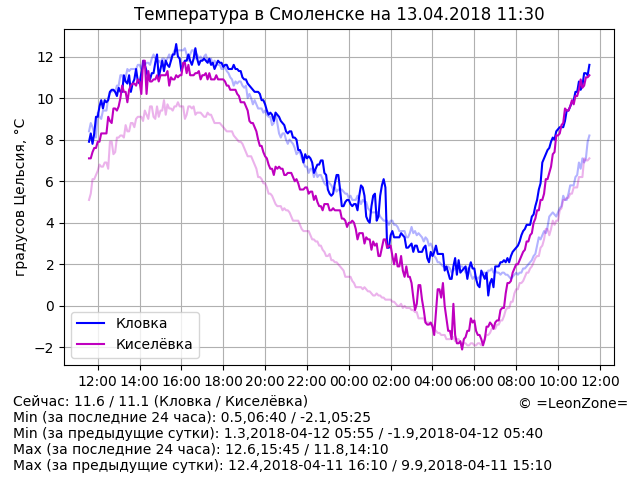 Температура в Смоленске на 13.04.2018 11:30
градусов Цельсия, °C
12
10
8
6
4
2
0
−2
Кловка
Киселёвка
12:00 14:00 16:00 18:00 20:00 22:00 00:00 02:00 04:00 06:00 08:00 10:00 12:00
Сейчас: 11.6 / 11.1 (Кловка / Киселёвка)
© =LeonZone=
Min (за последние 24 часа): 0.5,06:40 / -2.1,05:25
Min (за предыдущие сутки): 1.3,2018-04-12 05:55 / -1.9,2018-04-12 05:40
Max (за последние 24 часа): 12.6,15:45 / 11.8,14:10
Max (за предыдущие сутки): 12.4,2018-04-11 16:10 / 9.9,2018-04-11 15:10